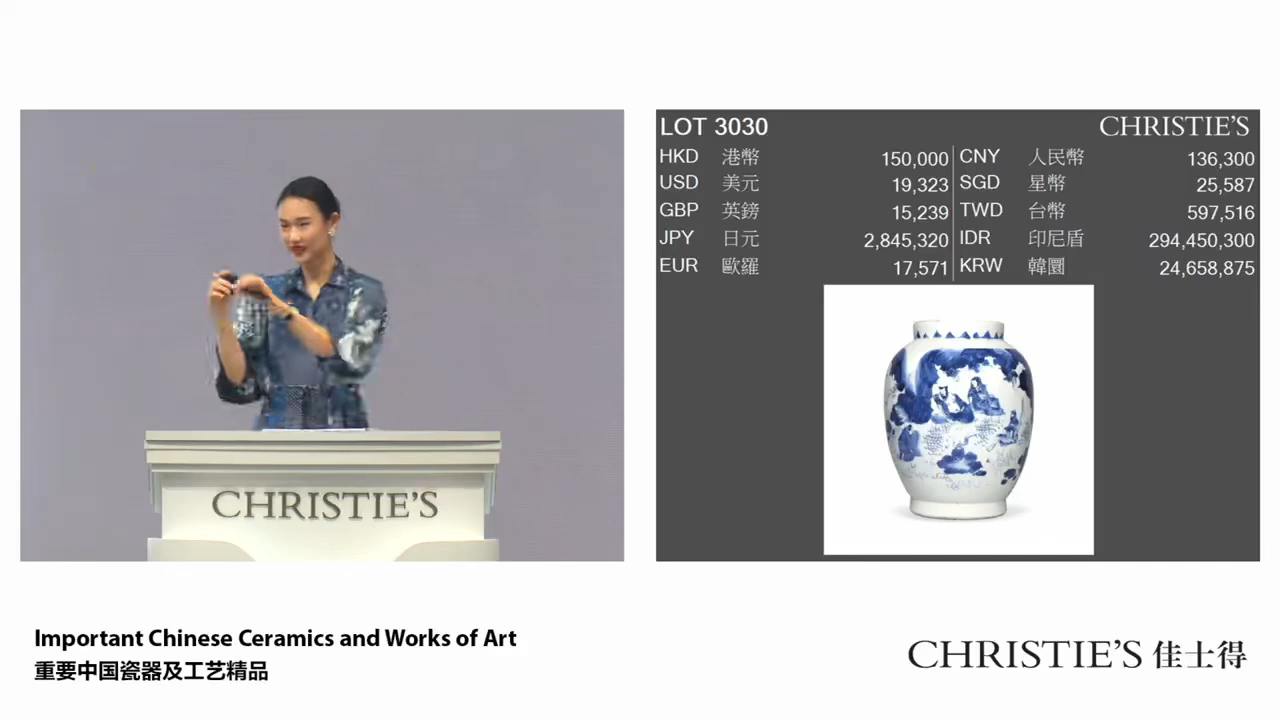 LOT 3030
CHRISTIE'S
HKD 港幣 150,000 CNY 人民幣 136,300
USD 美元 19,323 SGD 星幣 25,587
GBP 英鎊 15,239 TWD 台幣 597,516
JPY 日元 2,845,320 IDR 印尼盾 294,450,300
EUR 歐羅 17,571 KRW 韓圜 24,658,875
CHRISTIE'S
Important Chinese Ceramics and Works of Art
重要中国瓷器及工艺精品
CHRISTIE'S 佳士得